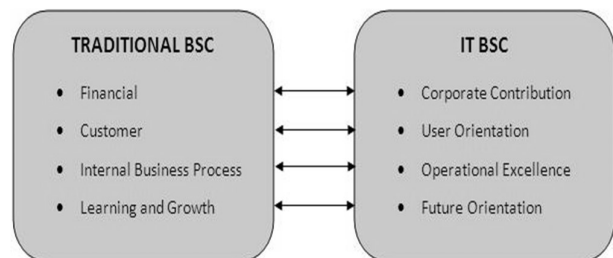 TRADITIONAL BSC
• Financial
• Customer
• Internal Business Process
• Learning and Growth
IT BSC
• Corporate Contribution
• User Orientation
• Operational Excellence
• Future Orientation